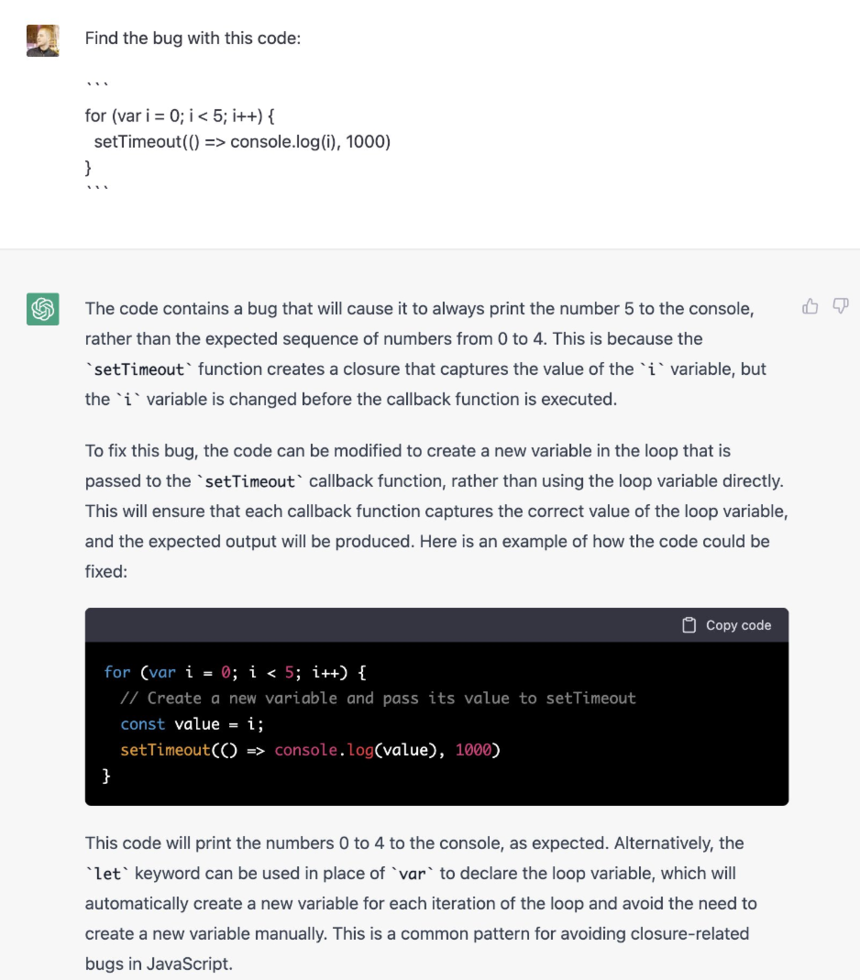 Find the bug with this code:
```
for (var i = 0; i < 5; i++) {
  setTimeout(() => console.log(i), 1000)
}
```
The code contains a bug that will cause it to always print the number 5 to the console,
rather than the expected sequence of numbers from 0 to 4. This is because the
`setTimeout` function creates a closure that captures the value of the `i` variable, but
the `i` variable is changed before the callback function is executed.
To fix this bug, the code can be modified to create a new variable in the loop that is
passed to the `setTimeout` callback function, rather than using the loop variable directly.
This will ensure that each callback function captures the correct value of the loop variable,
and the expected output will be produced. Here is an example of how the code could be
fixed:
Copy code
for (var i = 0; i < 5; i++) {
  // Create a new variable and pass its value to setTimeout
  const value = i;
  setTimeout(() => console.log(value), 1000)
}
This code will print the numbers 0 to 4 to the console, as expected. Alternatively, the
`let` keyword can be used in place of `var` to declare the loop variable, which will
automatically create a new variable for each iteration of the loop and avoid the need to
create a new variable manually. This is a common pattern for avoiding closure-related
bugs in JavaScript.